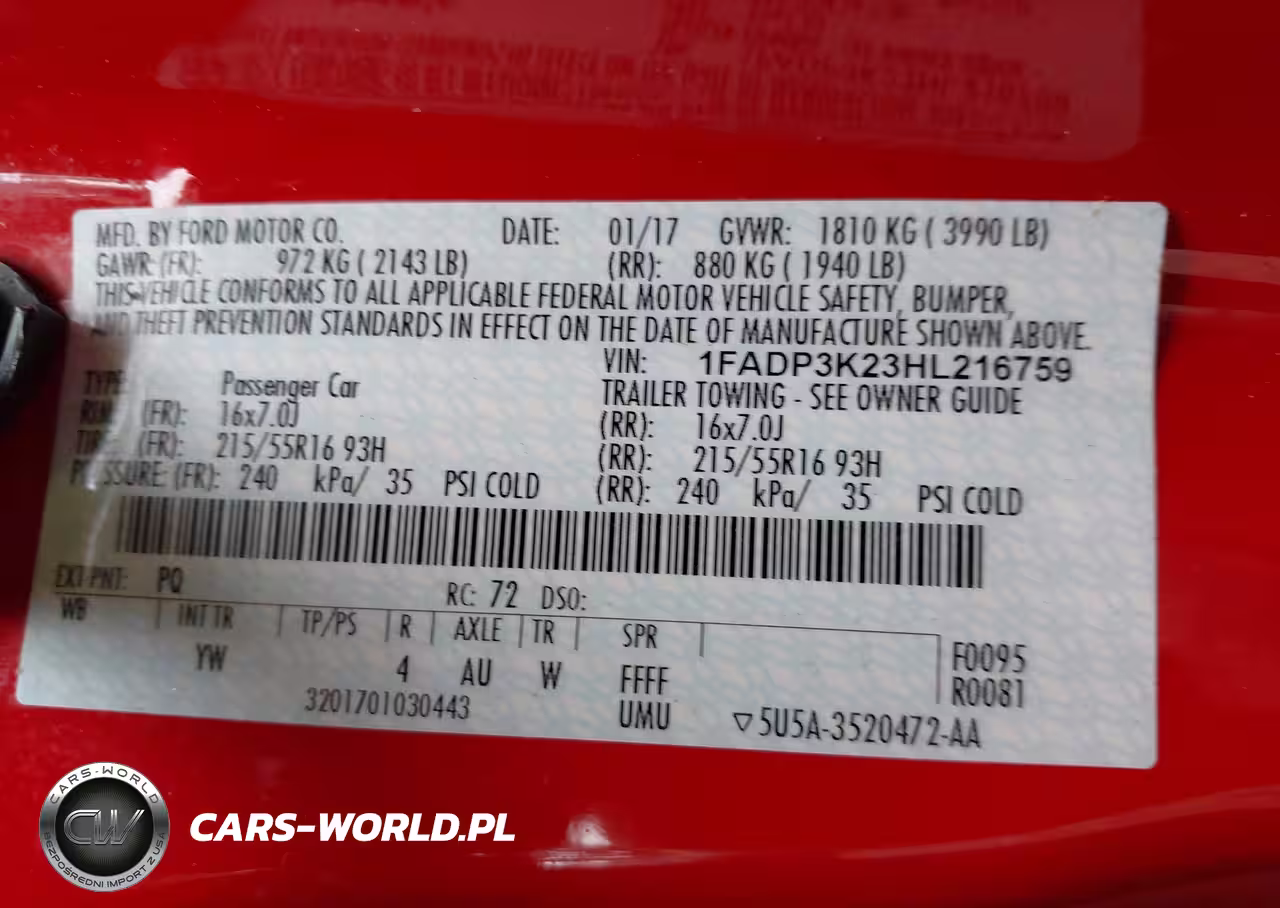 MFD. BY FORD MOTOR CO. DATE: 01/17 GVWR: 1810 KG ( 3990 LB)
GAWR: (FR): 972 KG ( 2143 LB) (RR): 880 KG ( 1940 LB)
THIS VEHICLE CONFORMS TO ALL APPLICABLE FEDERAL MOTOR VEHICLE SAFETY, BUMPER,
AND THEFT PREVENTION STANDARDS IN EFFECT ON THE DATE OF MANUFACTURE SHOWN ABOVE.
VIN: 1FADP3K23HL216759
TYPE: Passenger Car TRAILER TOWING - SEE OWNER GUIDE
(FR): 16x7.0J (RR): 16x7.0J
TIRE: (FR): 215/55R16 93H (RR): 215/55R16 93H
PRESSURE: (FR): 240 kPa/ 35 PSI COLD (RR): 240 kPa/ 35 PSI COLD
EXT PNT: PQ RC: 72 DSO:
WB INT TR TP/PS R AXLE TR SPR F0095
YW 4 AU W FFFF R0081
3201701030443 UMU ▽5U5A-3520472-AA
CARS-WORLD
CW
BEZPOŚREDNI IMPORT Z USA
CARS-WORLD.PL